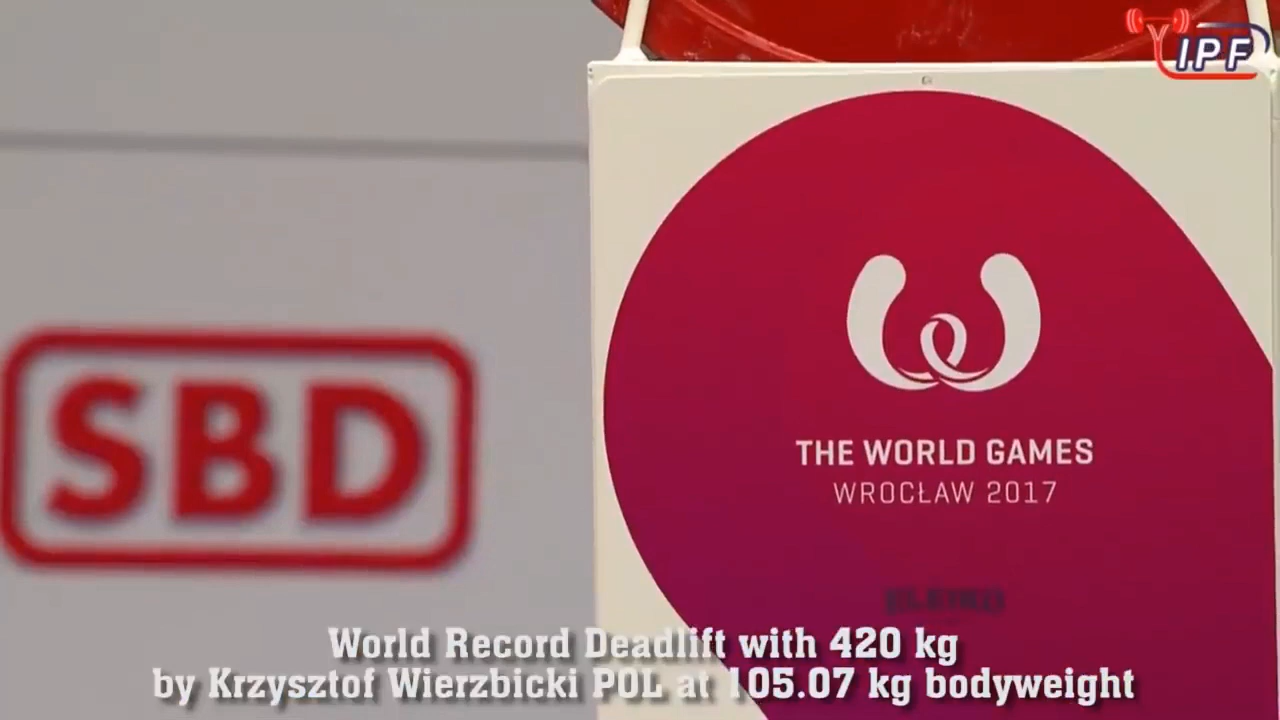 IPF
SBD
THE WORLD GAMES
WROCŁAW 2017
ELEIKO
World Record Deadlift with 420 kg
by Krzysztof Wierzbicki POL at 105.07 kg bodyweight